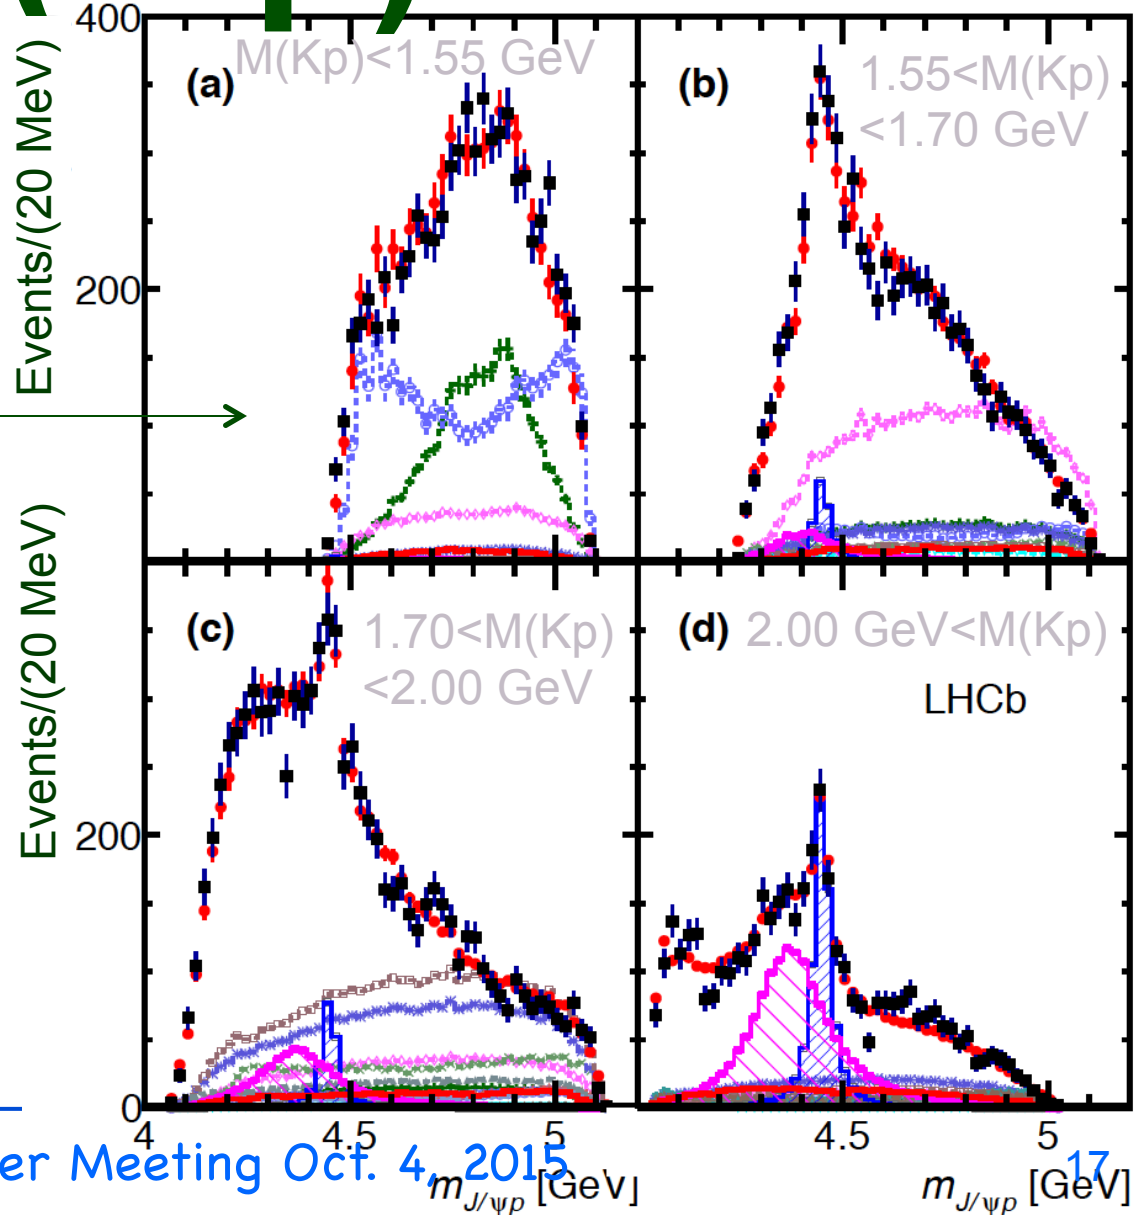 400
(a)
M(Kp)<1.55 GeV
(b)
1.55<M(Kp)
<1.70 GeV
Events/(20 MeV)
200
(c)
1.70<M(Kp)
<2.00 GeV
(d)
2.00 GeV<M(Kp)
LHCb
Events/(20 MeV)
200
0
4
4.5
5
4.5
5
er Meeting Oct. 4, 2015
17
mJ/ψp [GeV]
mJ/ψp [GeV]